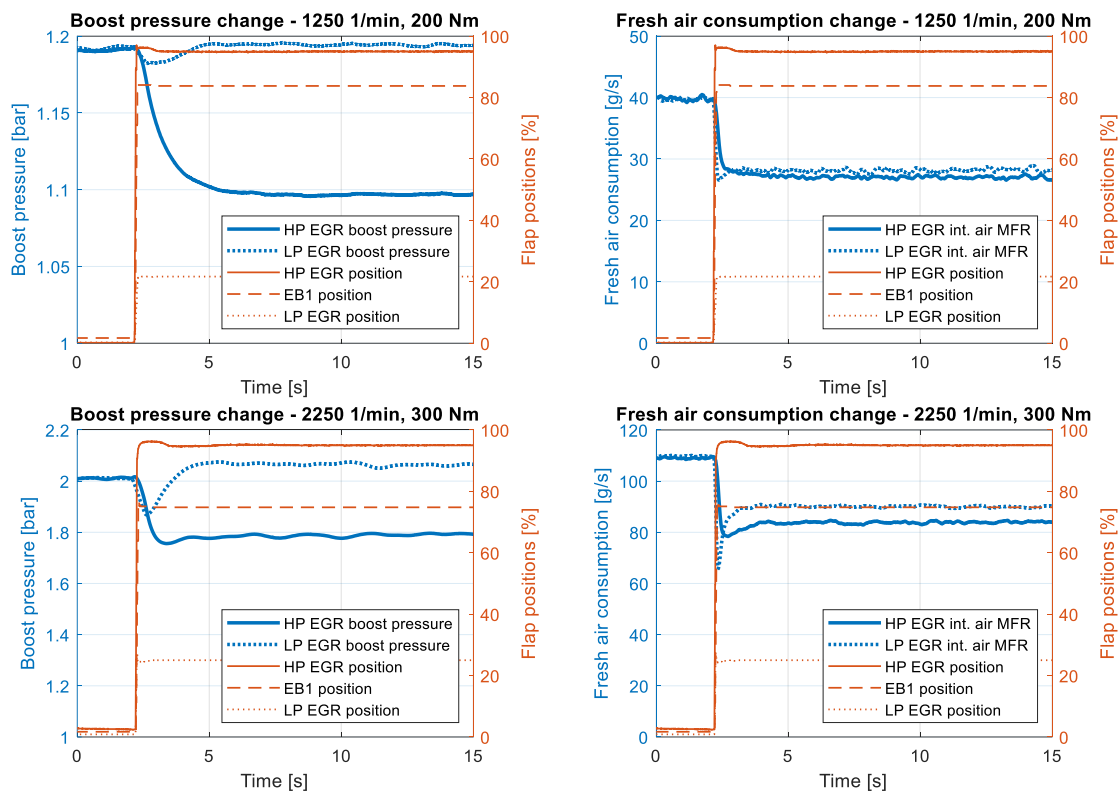 Boost pressure change - 1250 1/min, 200 Nm
1.2
1.15
1.1
1.05
1
100
80
60
40
20
0
0
5
10
15
Boost pressure [bar]
Flap positions [%]
Time [s]
HP EGR boost pressure
LP EGR boost pressure
HP EGR position
EB1 position
LP EGR position
Fresh air consumption change - 1250 1/min, 200 Nm
50
40
30
20
10
0
100
80
60
40
20
0
0
5
10
15
Fresh air consumption [g/s]
Flap positions [%]
Time [s]
HP EGR int. air MFR
LP EGR int. air MFR
HP EGR position
EB1 position
LP EGR position
Boost pressure change - 2250 1/min, 300 Nm
2.2
2
1.8
1.6
1.4
1.2
1
100
80
60
40
20
0
0
5
10
15
Boost pressure [bar]
Flap positions [%]
Time [s]
HP EGR boost pressure
LP EGR boost pressure
HP EGR position
EB1 position
LP EGR position
Fresh air consumption change - 2250 1/min, 300 Nm
120
100
80
60
40
20
0
100
80
60
40
20
0
0
5
10
15
Fresh air consumption [g/s]
Flap positions [%]
Time [s]
HP EGR int. air MFR
LP EGR int. air MFR
HP EGR position
EB1 position
LP EGR position